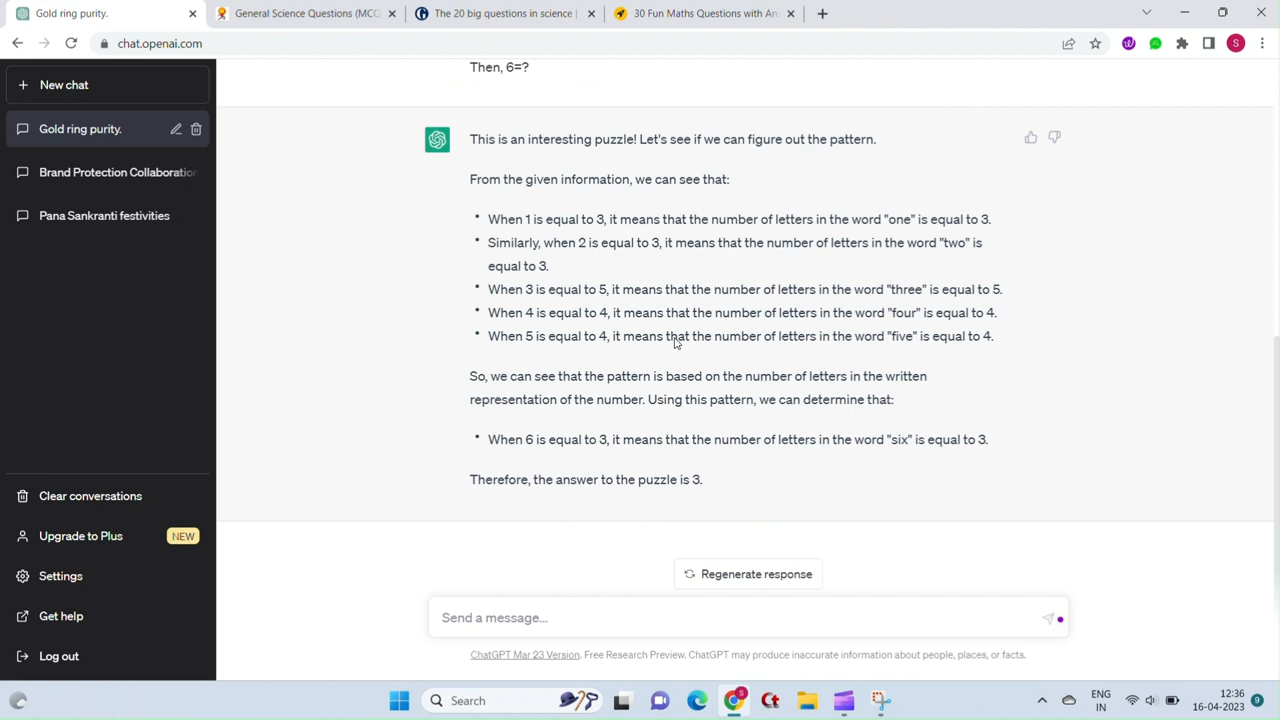 Gold ring purity.
General Science Questions (MCQ
The 20 big questions in science |
30 Fun Maths Questions with An
chat.openai.com
S
New chat
Gold ring purity.
Brand Protection Collaboration
Pana Sankranti festivities
Clear conversations
Upgrade to Plus NEW
Settings
Get help
Log out
Then, 6=?
This is an interesting puzzle! Let's see if we can figure out the pattern.
From the given information, we can see that:
When 1 is equal to 3, it means that the number of letters in the word "one" is equal to 3.
Similarly, when 2 is equal to 3, it means that the number of letters in the word "two" is
equal to 3.
When 3 is equal to 5, it means that the number of letters in the word "three" is equal to 5.
When 4 is equal to 4, it means that the number of letters in the word "four" is equal to 4.
When 5 is equal to 4, it means that the number of letters in the word "five" is equal to 4.
So, we can see that the pattern is based on the number of letters in the written
representation of the number. Using this pattern, we can determine that:
When 6 is equal to 3, it means that the number of letters in the word "six" is equal to 3.
Therefore, the answer to the puzzle is 3.
Regenerate response
Send a message...
ChatGPT Mar 23 Version. Free Research Preview. ChatGPT may produce inaccurate information about people, places, or facts.
Search
ENG
IN
12:36
16-04-2023
9